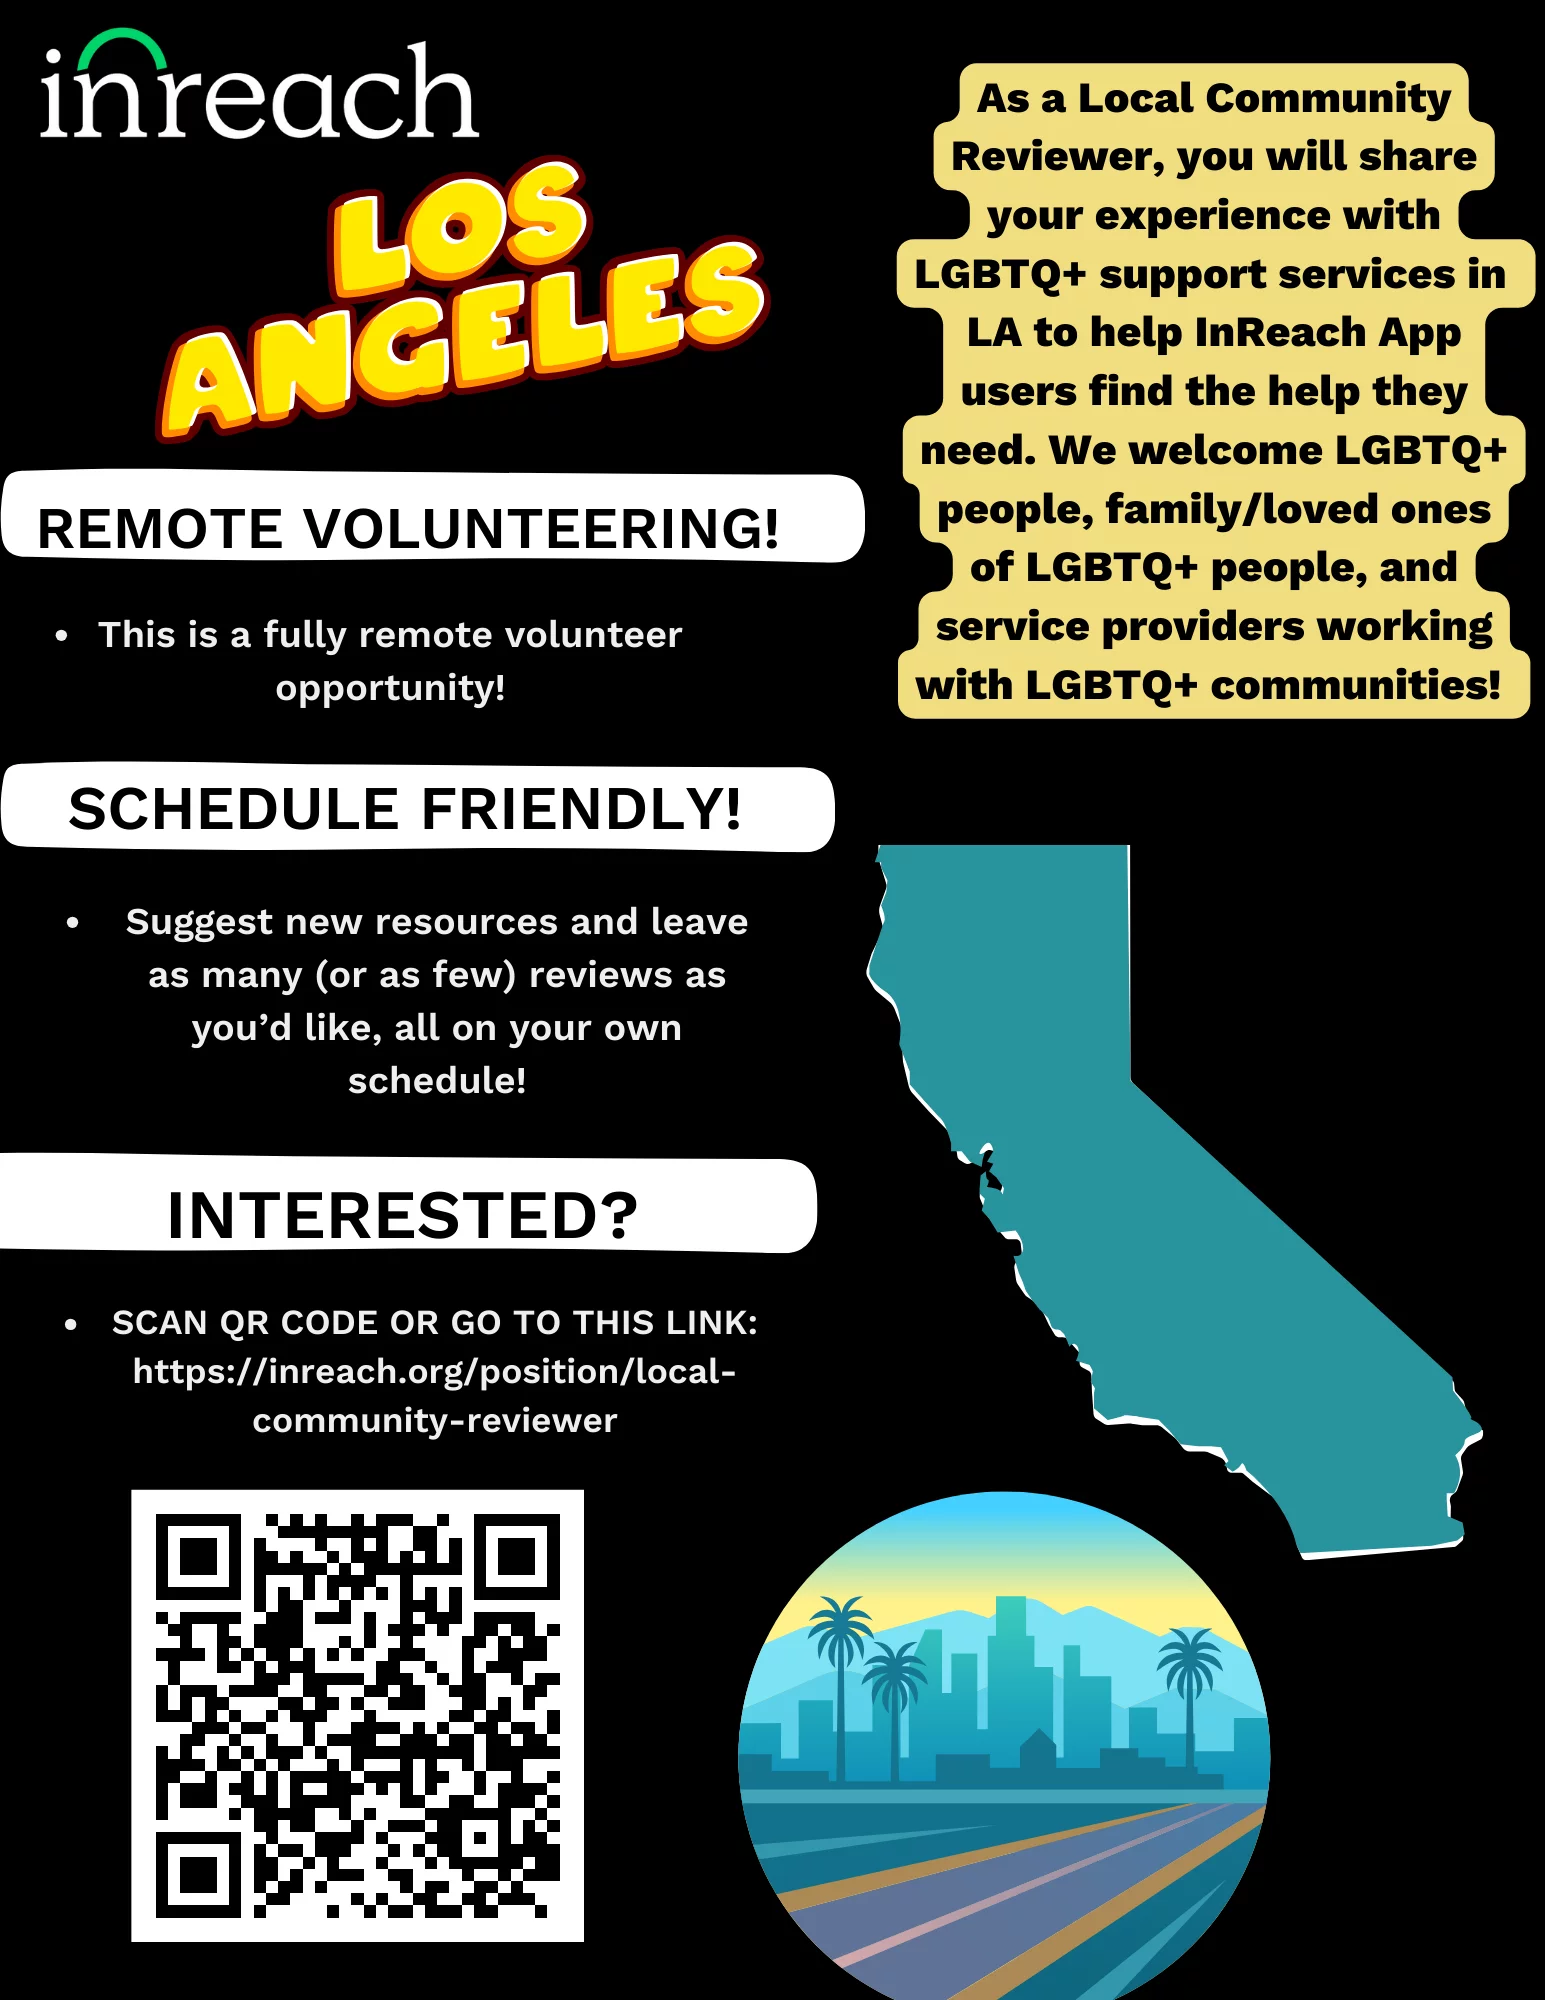 inreach
LOS
ANGELES
REMOTE VOLUNTEERING!
• This is a fully remote volunteer
opportunity!
SCHEDULE FRIENDLY!
• Suggest new resources and leave
as many (or as few) reviews as
you’d like, all on your own
schedule!
INTERESTED?
• SCAN QR CODE OR GO TO THIS LINK:
https://inreach.org/position/local-
community-reviewer
As a Local Community
Reviewer, you will share
your experience with
LGBTQ+ support services in
LA to help InReach App
users find the help they
need. We welcome LGBTQ+
people, family/loved ones
of LGBTQ+ people, and
service providers working
with LGBTQ+ communities!